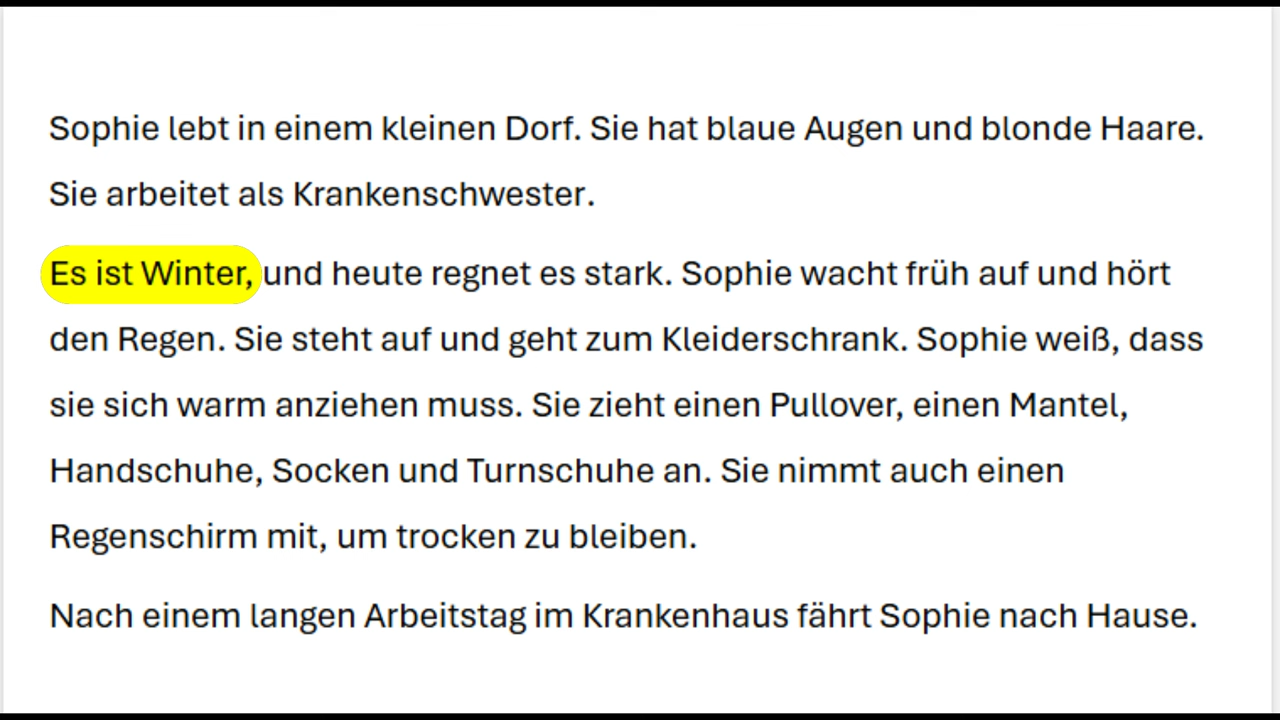 Sophie lebt in einem kleinen Dorf. Sie hat blaue Augen und blonde Haare.
Sie arbeitet als Krankenschwester.
Es ist Winter, und heute regnet es stark. Sophie wacht früh auf und hört
den Regen. Sie steht auf und geht zum Kleiderschrank. Sophie weiß, dass
sie sich warm anziehen muss. Sie zieht einen Pullover, einen Mantel,
Handschuhe, Socken und Turnschuhe an. Sie nimmt auch einen
Regenschirm mit, um trocken zu bleiben.
Nach einem langen Arbeitstag im Krankenhaus fährt Sophie nach Hause.